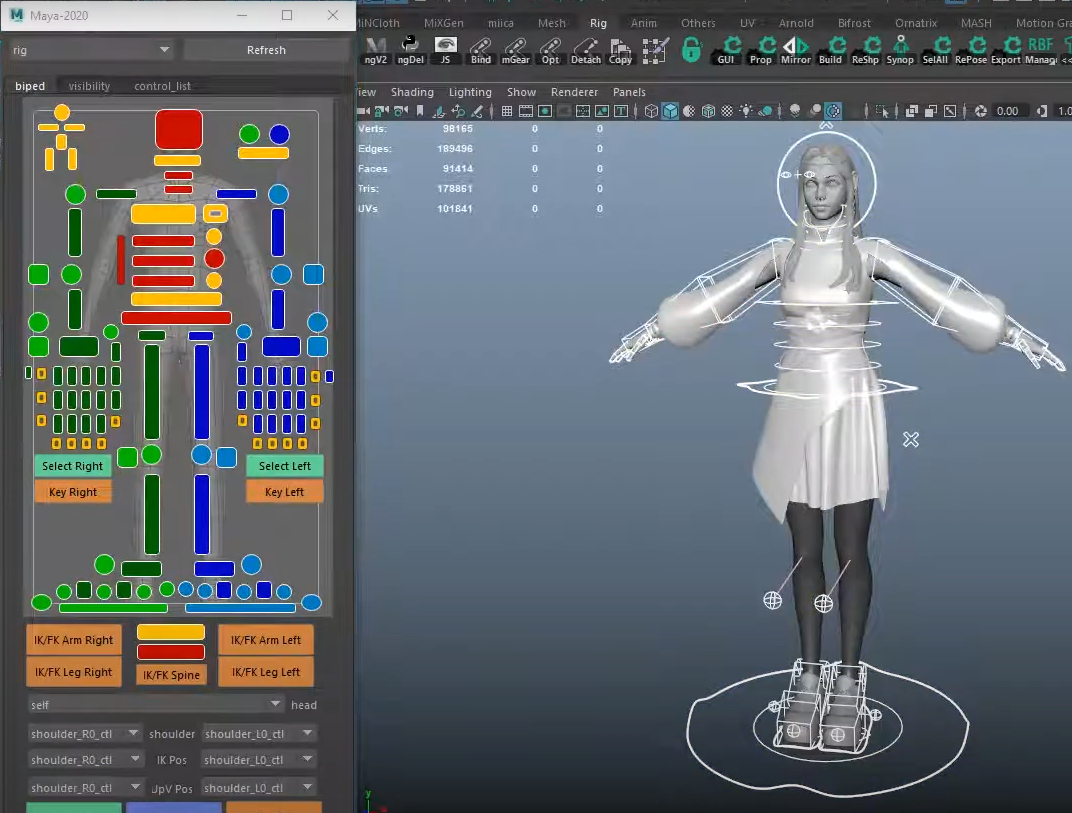 Maya-2020
rig
Refresh
biped visibility control_list
Select Right
Select Left
Key Right
Key Left
IK/FK Arm Right
IK/FK Arm Left
IK/FK Leg Right
IK/FK Spine
IK/FK Leg Left
self
head
shoulder_R0_ctl shoulder shoulder_L0_ctl
shoulder_R0_ctl IK Pos shoulder_L0_ctl
shoulder_R0_ctl UpV Pos shoulder_L0_ctl
MiNCloth MiXGen miica Mesh Rig Anim Others UV Arnold Bifrost Ornatrix MASH Motion Gra
ngV2 ngDel JS Bind mGear Opt Detach Copy GUI Prop Mirror Build ReShp Synop SelAll RePose Export Manag
RBF
<<
iew Shading Lighting Show Renderer Panels
0.00
1.0
Verts: 98165 0 0
Edges: 189496 0 0
Faces 91414 0 0
Tris: 178861 0 0
UVs 101841 0 0
y